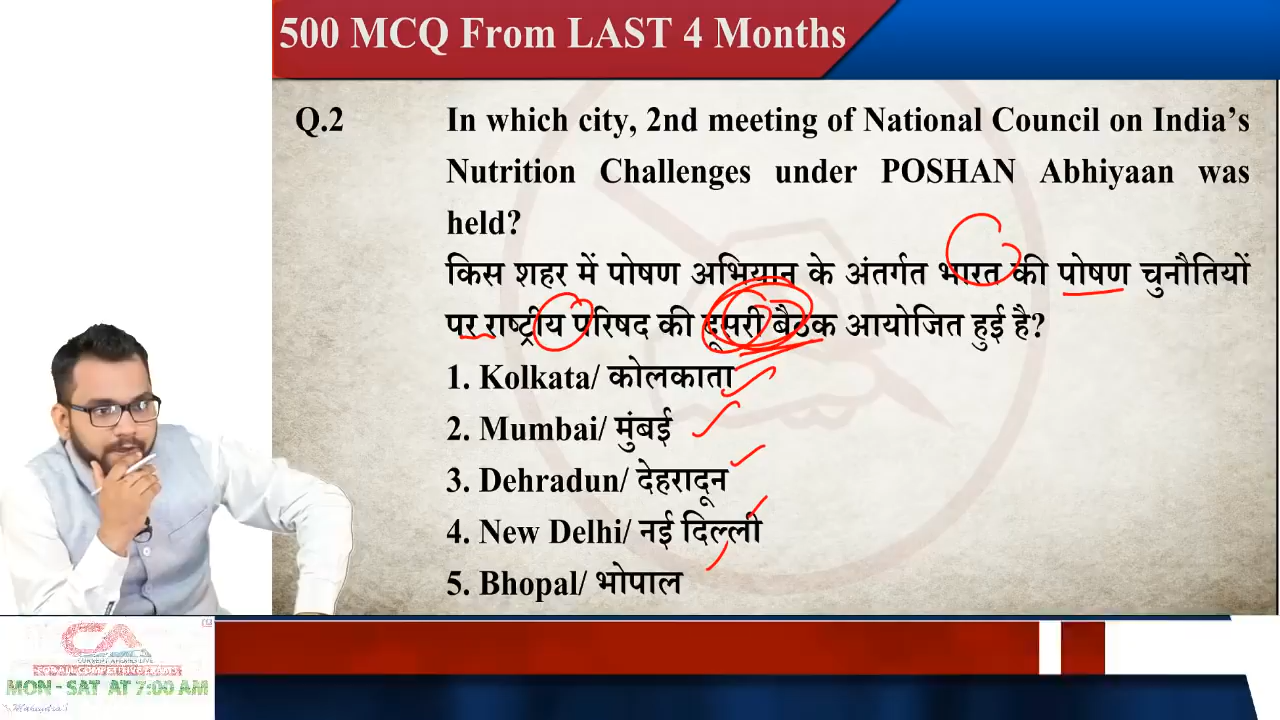 500 MCQ From LAST 4 Months
Q.2 In which city, 2nd meeting of National Council on India’s
Nutrition Challenges under POSHAN Abhiyaan was
held?
किस शहर में पोषण अभियान के अंतर्गत भारत की पोषण चुनौतियों
पर राष्ट्रीय परिषद की दूसरी बैठक आयोजित हुई है?
1. Kolkata/ कोलकाता
2. Mumbai/ मुंबई
3. Dehradun/ देहरादून
4. New Delhi/ नई दिल्ली
5. Bhopal/ भोपाल
CA
MON - SAT AT 7:00 AM